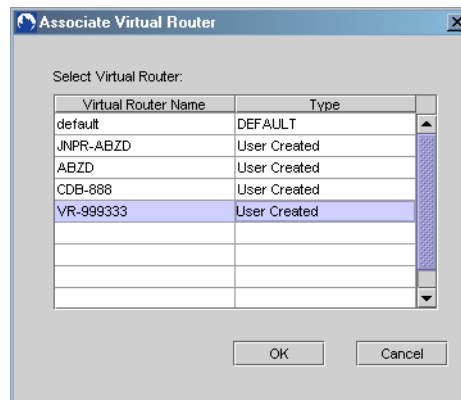 Associate Virtual Router
Select Virtual Router:
Virtual Router Name Type
default DEFAULT
JNPR-ABZD User Created
ABZD User Created
CDB-888 User Created
VR-999333 User Created
OK Cancel